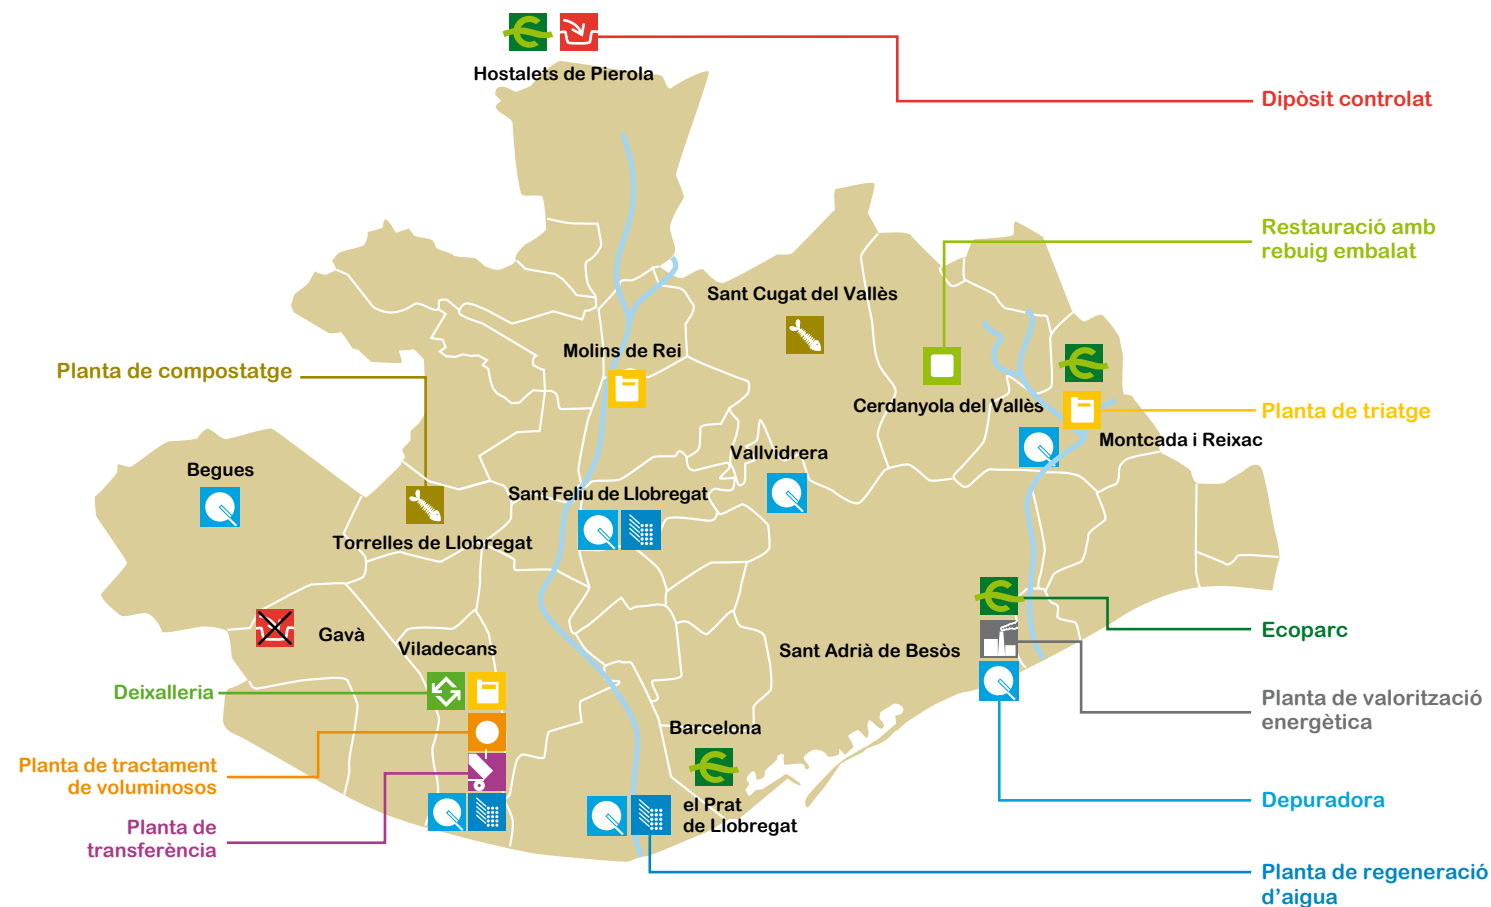 Hostalets de Pierola
Dipòsit controlat
Restauració amb
rebuig embalat
Sant Cugat del Vallès
Molins de Rei
Planta de compostatge
Cerdanyola del Vallès
Planta de triatge
Montcada i Reixac
Vallvidrera
Begues
Sant Feliu de Llobregat
Torrelles de Llobregat
Gavà
Viladecans
Sant Adrià de Besòs
Ecoparc
Deixalleria
Planta de valorització
energètica
Barcelona
Planta de tractament
de voluminosos
el Prat
de Llobregat
Depuradora
Planta de
transferència
Planta de regeneració
d'aigua